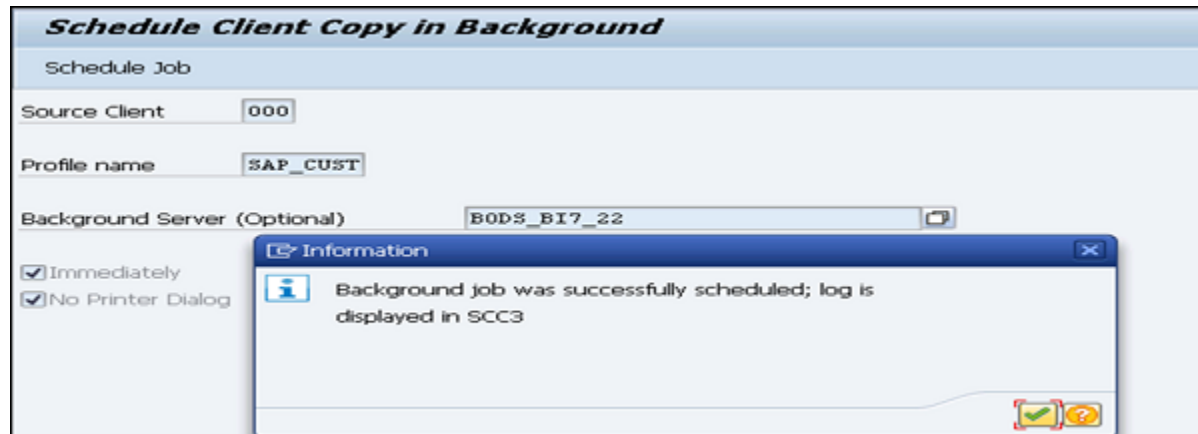 Schedule Client Copy in Background
Schedule Job
Source Client 000
Profile name SAP_CUST
Background Server (Optional) BODS_BI7_22
Information
Immediately
No Printer Dialog
Background job was successfully scheduled; log is
displayed in SCC3